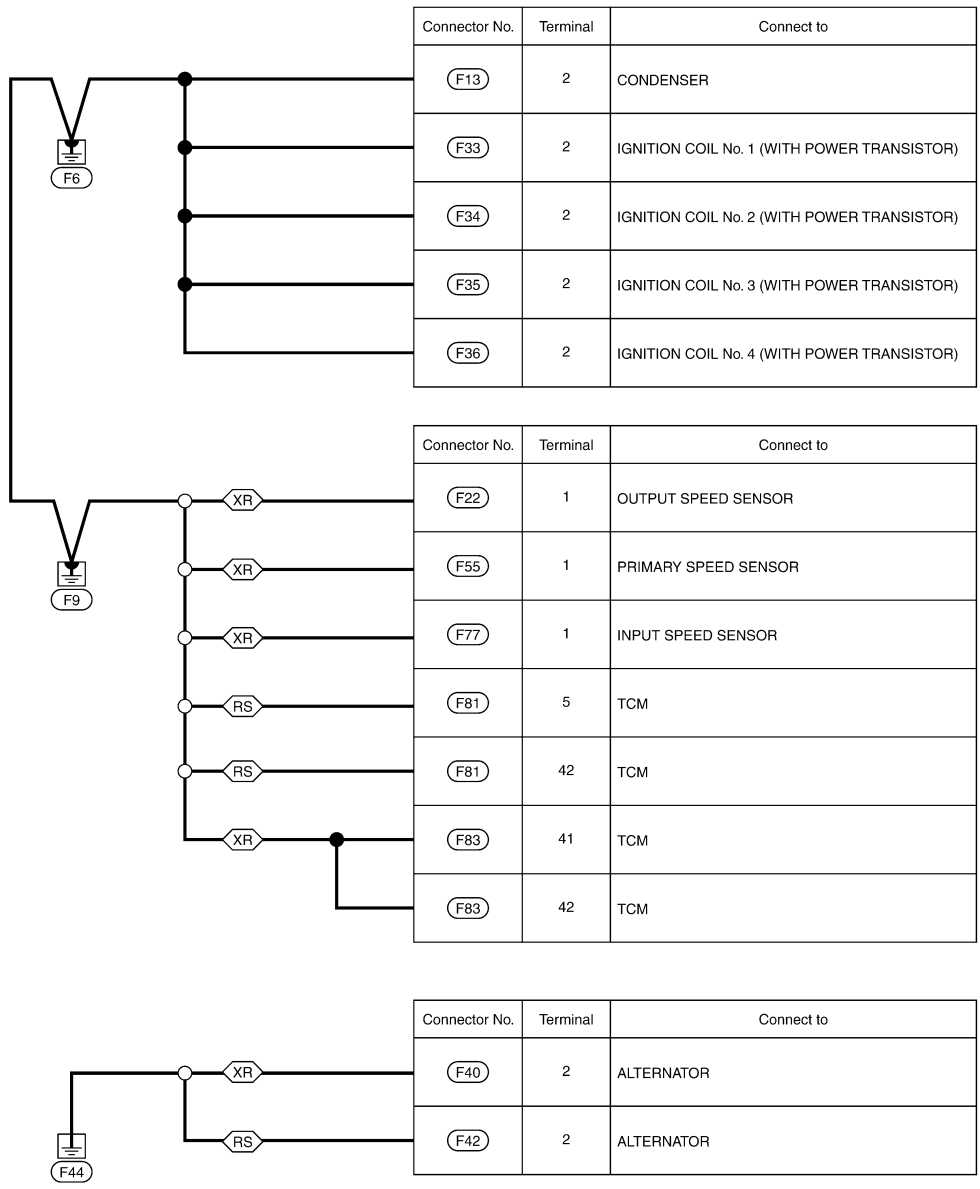 Connector No. Terminal Connect to
F13 2 CONDENSER
F33 2 IGNITION COIL No. 1 (WITH POWER TRANSISTOR)
F6
F34 2 IGNITION COIL No. 2 (WITH POWER TRANSISTOR)
F35 2 IGNITION COIL No. 3 (WITH POWER TRANSISTOR)
F36 2 IGNITION COIL No. 4 (WITH POWER TRANSISTOR)
Connector No. Terminal Connect to
XR F22 1 OUTPUT SPEED SENSOR
XR F55 1 PRIMARY SPEED SENSOR
F9
XR F77 1 INPUT SPEED SENSOR
RS F81 5 TCM
RS F81 42 TCM
XR F83 41 TCM
F83 42 TCM
Connector No. Terminal Connect to
XR F40 2 ALTERNATOR
RS F42 2 ALTERNATOR
F44